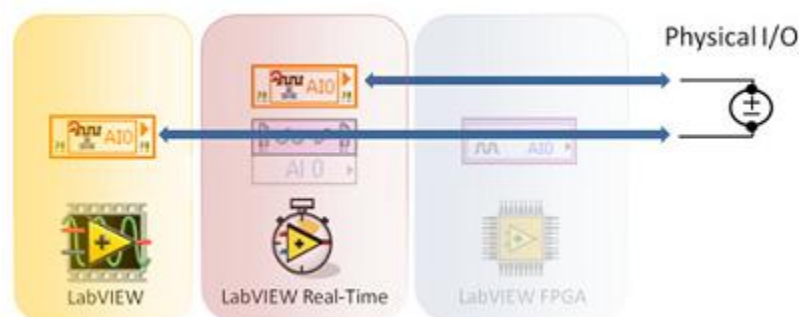 Physical I/O
AI0
AI0
AI 0
AI0
LabVIEW
LabVIEW Real-Time
LabVIEW FPGA